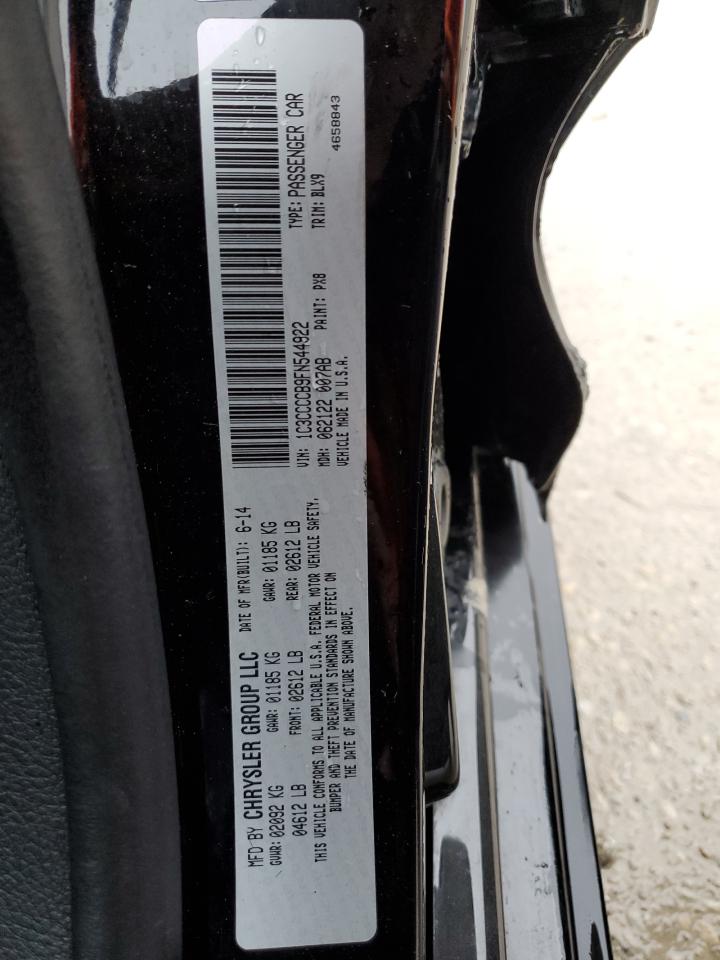 MFD BY CHRYSLER GROUP LLC DATE OF MFR(BUILT): 6-14
GVWR: 02092 KG GAWR: 01185 KG GAWR: 01185 KG
04612 LB FRONT: 02612 LB REAR: 02612 LB
THIS VEHICLE CONFORMS TO ALL APPLICABLE U.S.A. FEDERAL MOTOR VEHICLE SAFETY,
BUMPER AND THEFT PREVENTION STANDARDS IN EFFECT ON
THE DATE OF MANUFACTURE SHOWN ABOVE.
VIN: 1C3CCCCB9FN544922 TYPE: PASSENGER CAR
MDH: 062122 007AB PAINT: PX8 TRIM: BLX9
VEHICLE MADE IN U.S.A. 4658843